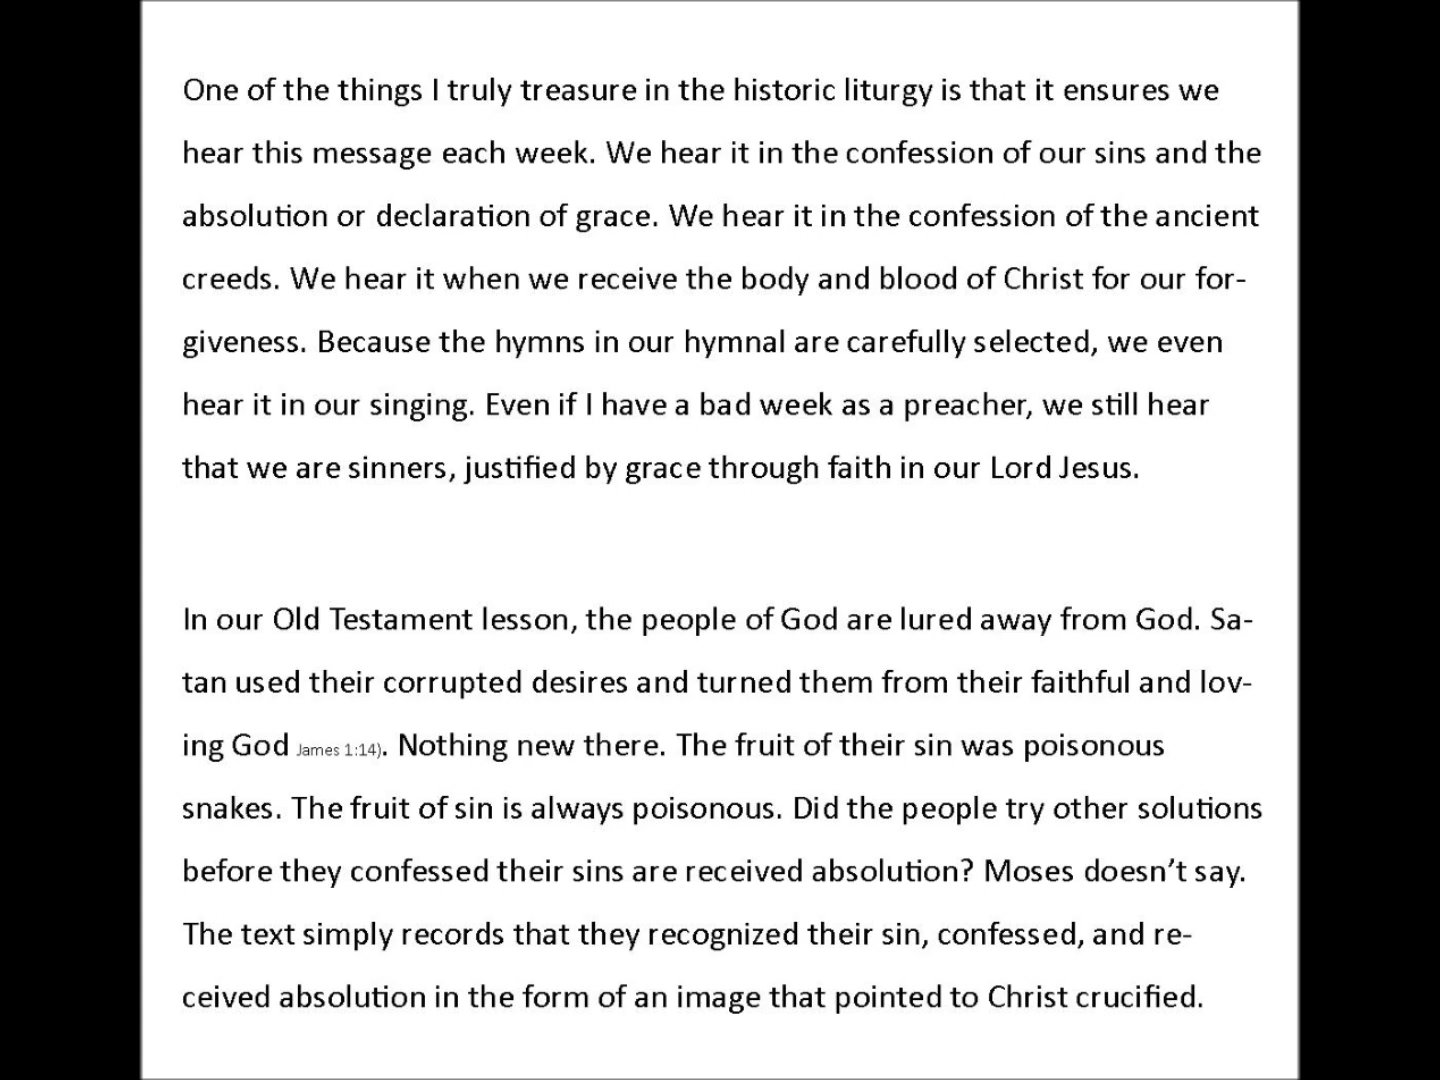 One of the things I truly treasure in the historic liturgy is that it ensures we
hear this message each week. We hear it in the confession of our sins and the
absolution or declaration of grace. We hear it in the confession of the ancient
creeds. We hear it when we receive the body and blood of Christ for our for-
giveness. Because the hymns in our hymnal are carefully selected, we even
hear it in our singing. Even if I have a bad week as a preacher, we still hear
that we are sinners, justified by grace through faith in our Lord Jesus.
In our Old Testament lesson, the people of God are lured away from God. Sa-
tan used their corrupted desires and turned them from their faithful and lov-
ing God James 1:14). Nothing new there. The fruit of their sin was poisonous
snakes. The fruit of sin is always poisonous. Did the people try other solutions
before they confessed their sins are received absolution? Moses doesn’t say.
The text simply records that they recognized their sin, confessed, and re-
ceived absolution in the form of an image that pointed to Christ crucified.